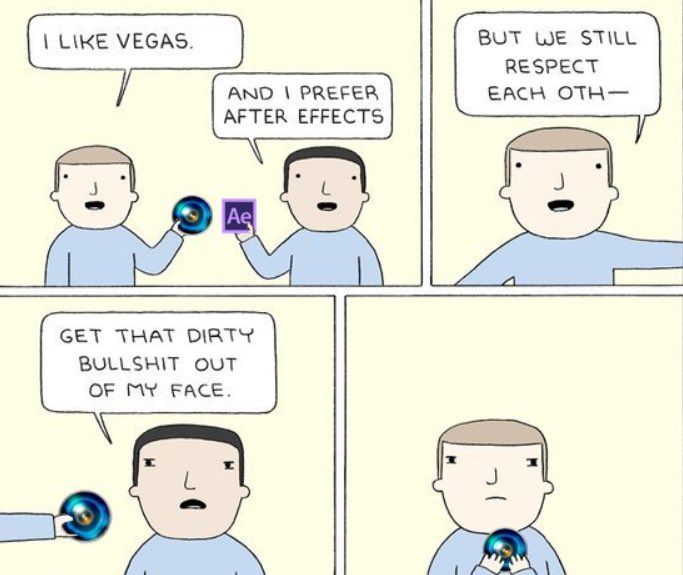 I LIKE VEGAS.
AND I PREFER
AFTER EFFECTS
Ae
BUT WE STILL
RESPECT
EACH OTH—
GET THAT DIRTY
BULLSHIT OUT
OF MY FACE.